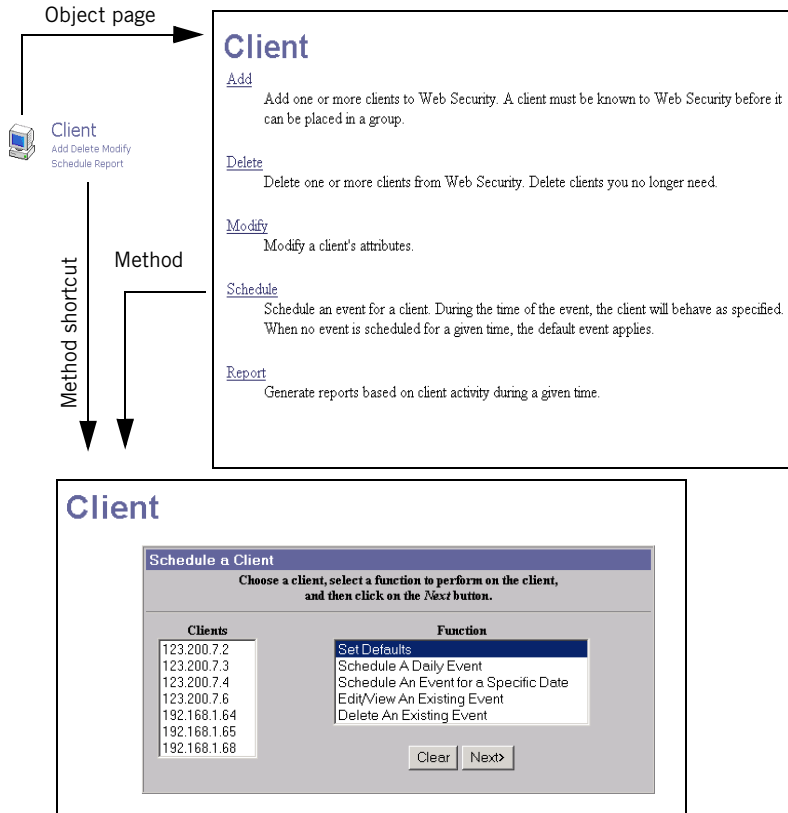 Object page
Client
Add Delete Modify
Schedule Report
Method shortcut
Method
Client
Add
Add one or more clients to Web Security. A client must be known to Web Security before it
can be placed in a group.
Delete
Delete one or more clients from Web Security. Delete clients you no longer need.
Modify
Modify a client's attributes.
Schedule
Schedule an event for a client. During the time of the event, the client will behave as specified.
When no event is scheduled for a given time, the default event applies.
Report
Generate reports based on client activity during a given time.
Client
Schedule a Client
Choose a client, select a function to perform on the client,
and then click on the Next button.
Clients
123.200.7.2
123.200.7.3
123.200.7.4
123.200.7.6
192.168.1.64
192.168.1.65
192.168.1.68
Function
Set Defaults
Schedule A Daily Event
Schedule An Event for a Specific Date
Edit/View An Existing Event
Delete An Existing Event
Clear
Next>